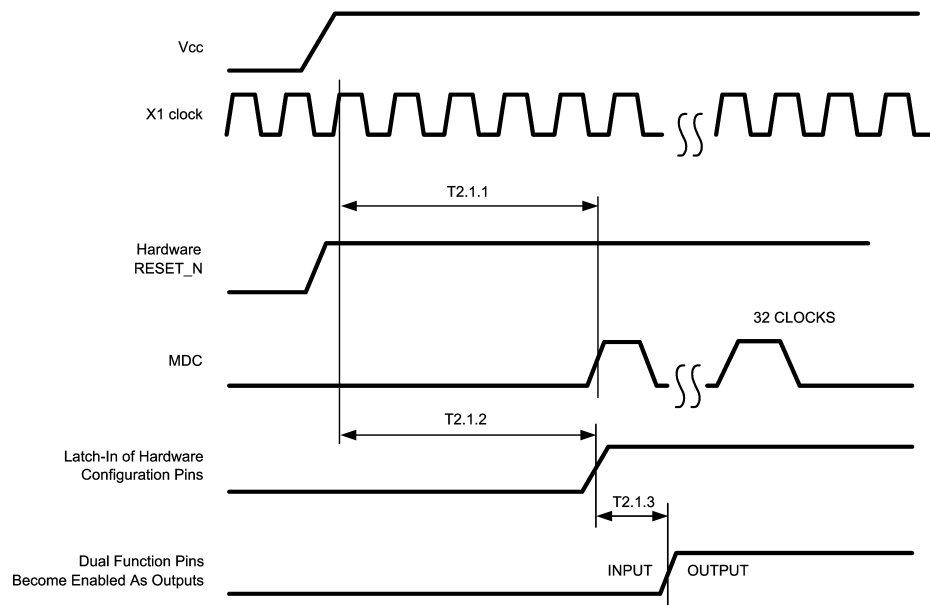 Vcc
X1 clock
T2.1.1
Hardware
RESET_N
32 CLOCKS
MDC
T2.1.2
Latch-In of Hardware
Configuration Pins
T2.1.3
Dual Function Pins
Become Enabled As Outputs
INPUT
OUTPUT